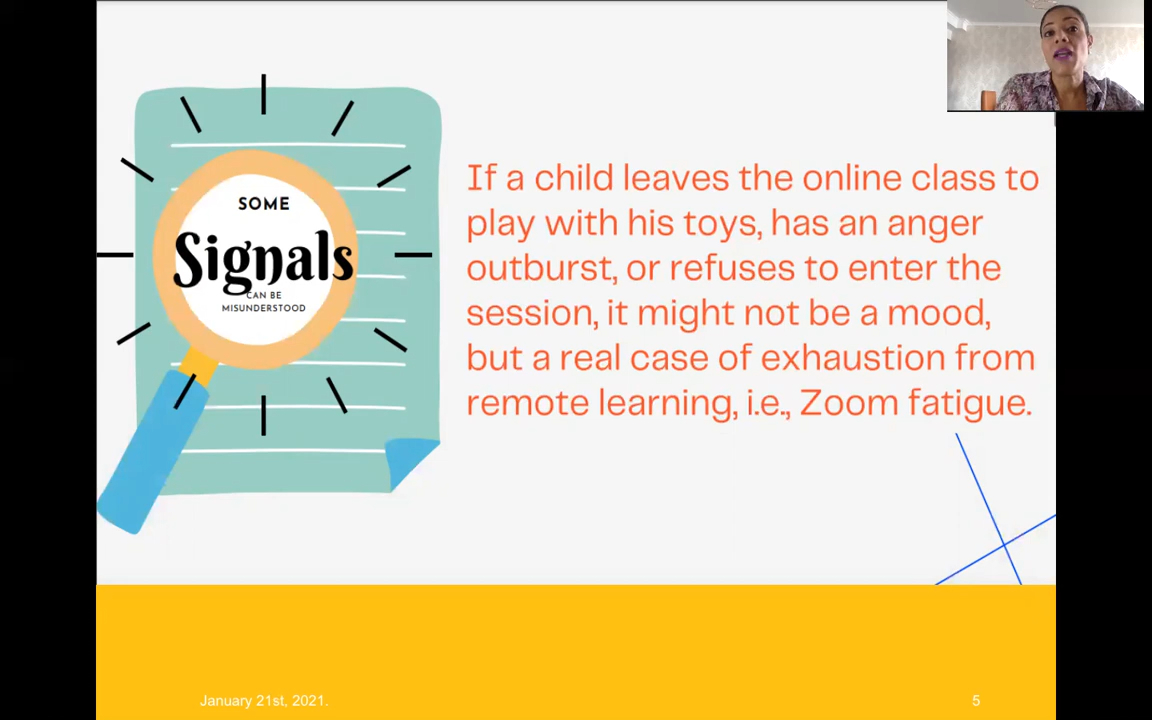 SOME
Signals
CAN BE
MISUNDERSTOOD
If a child leaves the online class to
play with his toys, has an anger
outburst, or refuses to enter the
session, it might not be a mood,
but a real case of exhaustion from
remote learning, i.e., Zoom fatigue.
January 21st, 2021.
5